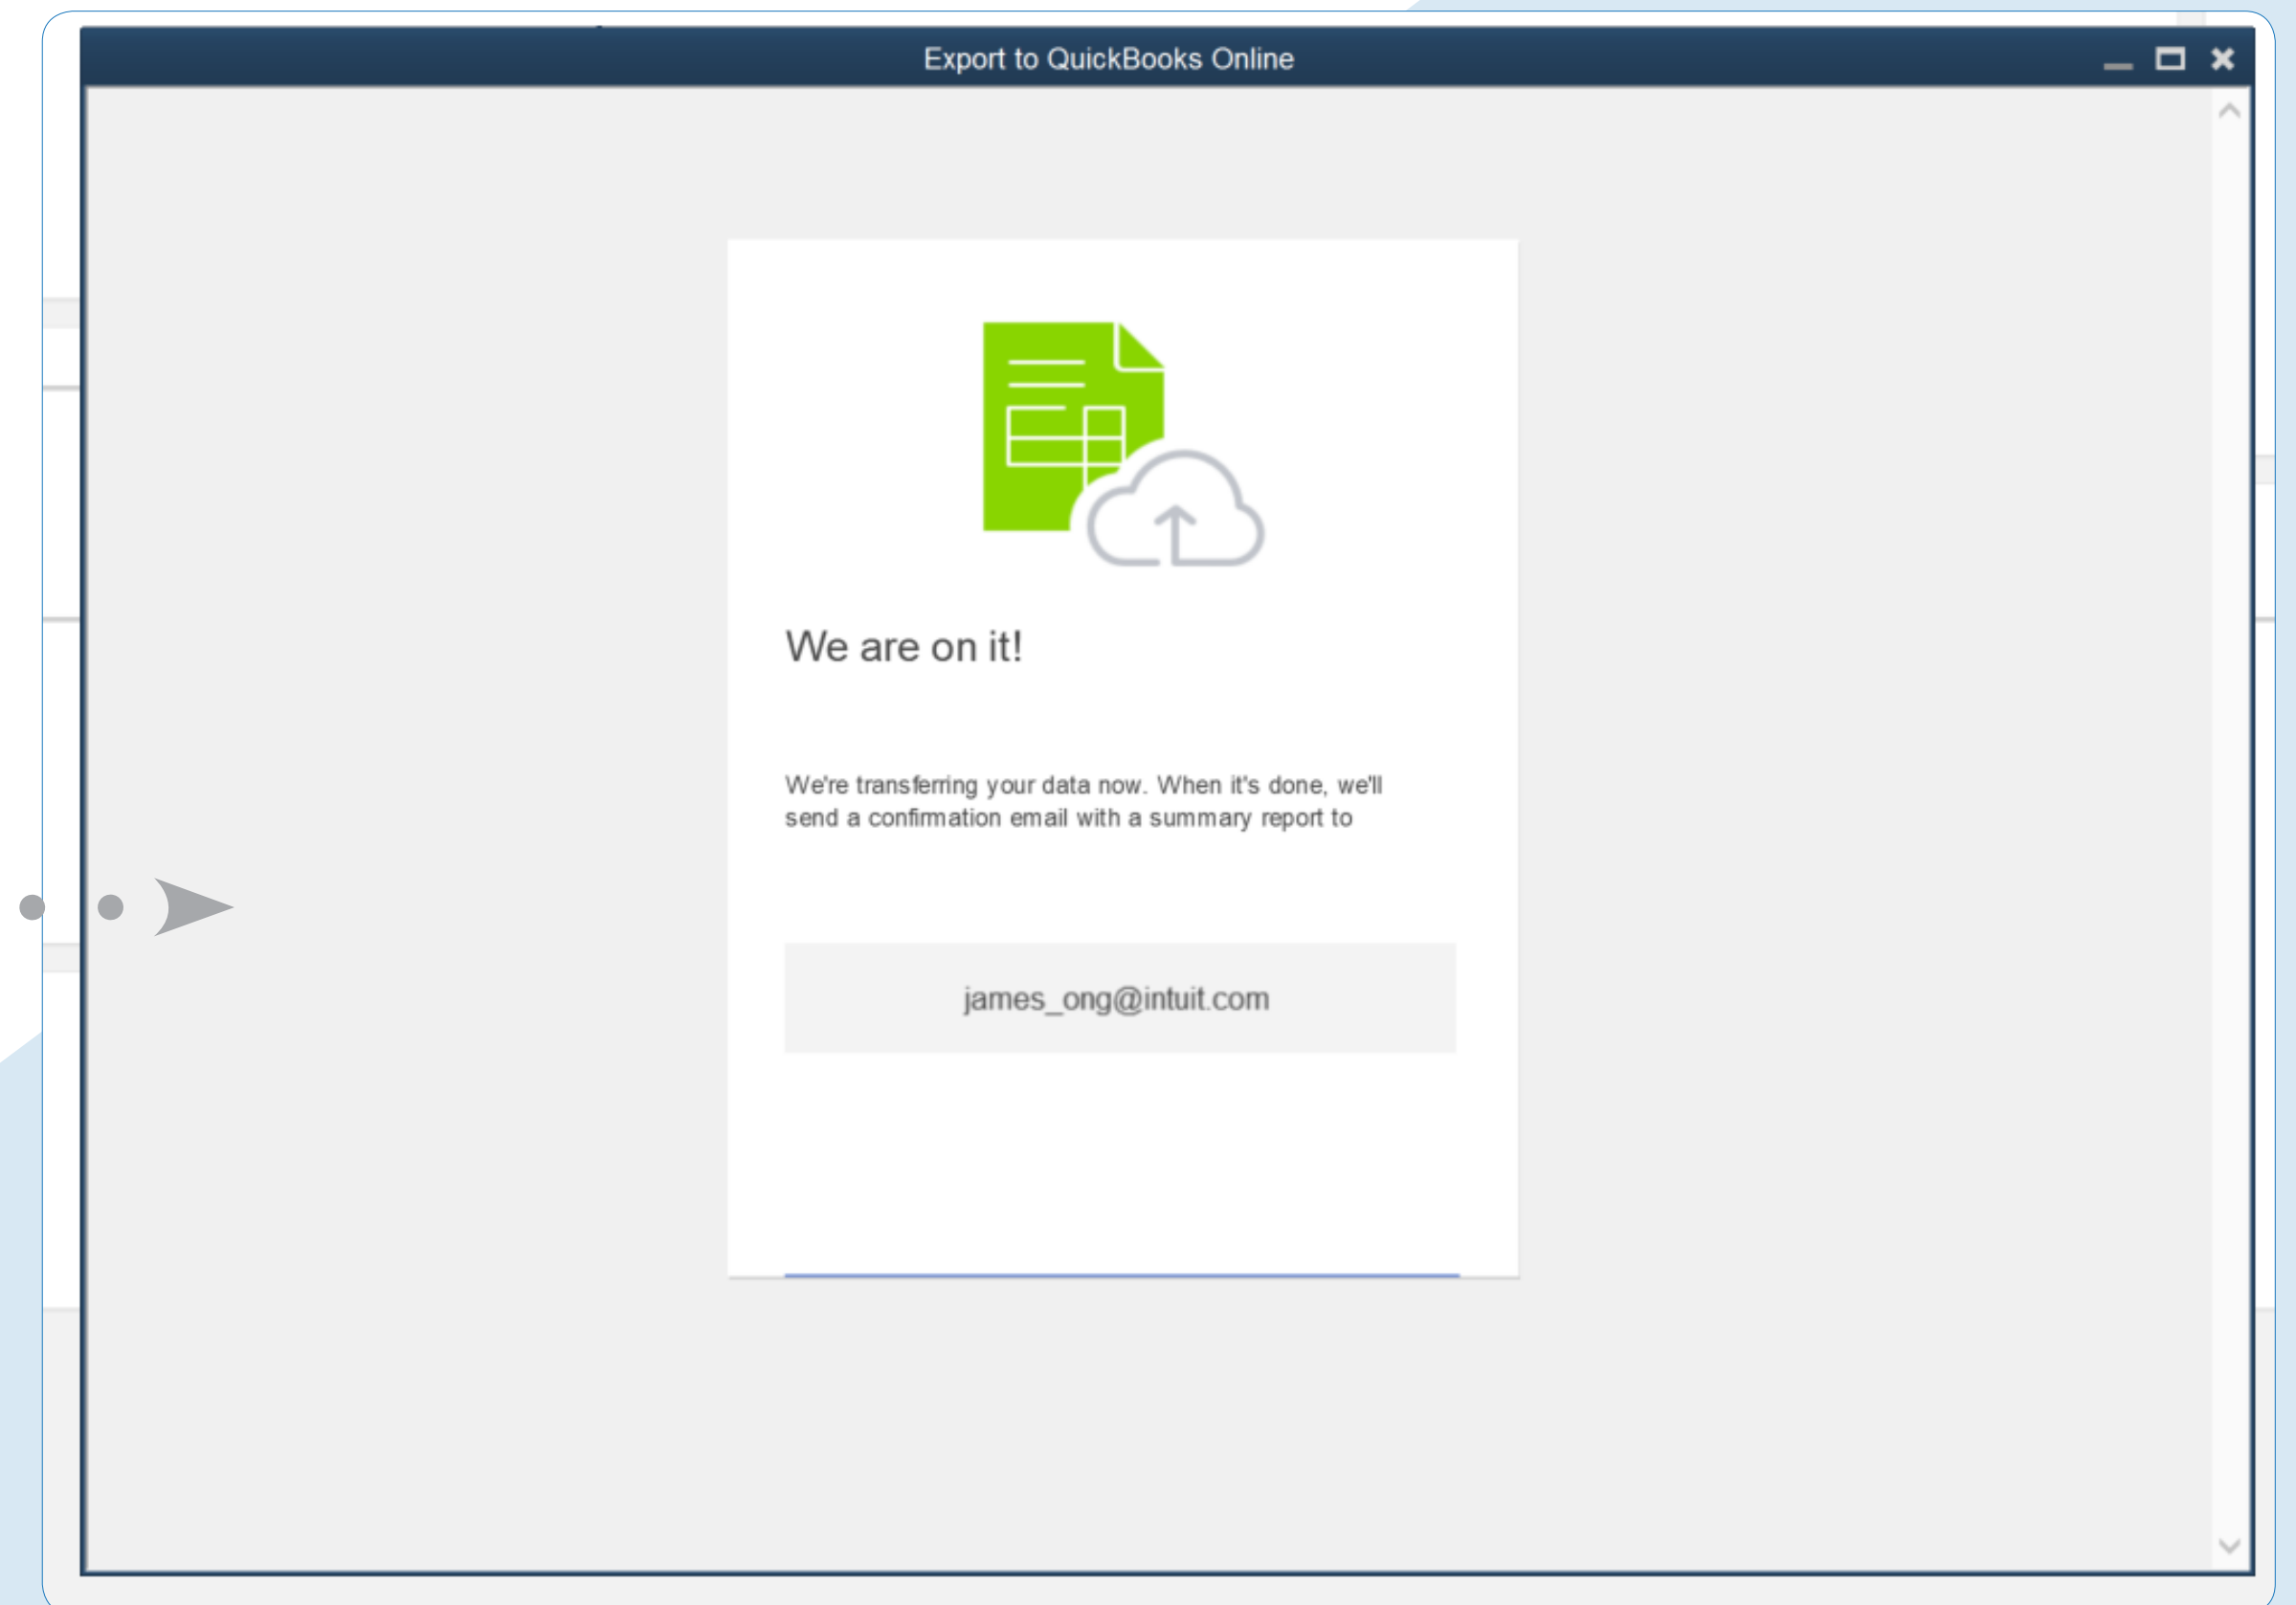 Export to QuickBooks Online
We are on it!
We're transferring your data now. When it's done, we'll
send a confirmation email with a summary report to
james_ong@intuit.com